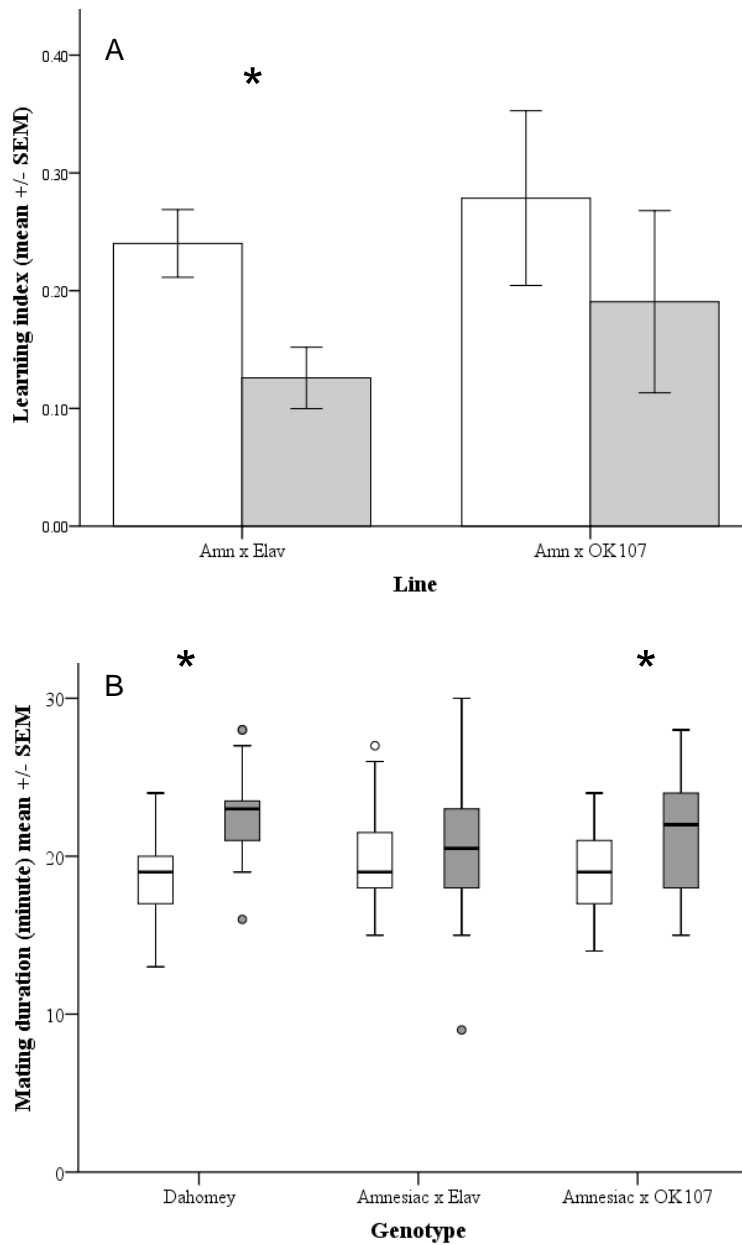 A
*
Learning index (mean +/- SEM)
0.40
0.30
0.20
0.10
0.00
Amn x Elav
Amn x OK107
Line
B
*
*
Mating duration (minute) mean +/- SEM
30
20
10
0
Dahomey
Amnesiac x Elav
Amnesiac x OK107
Genotype